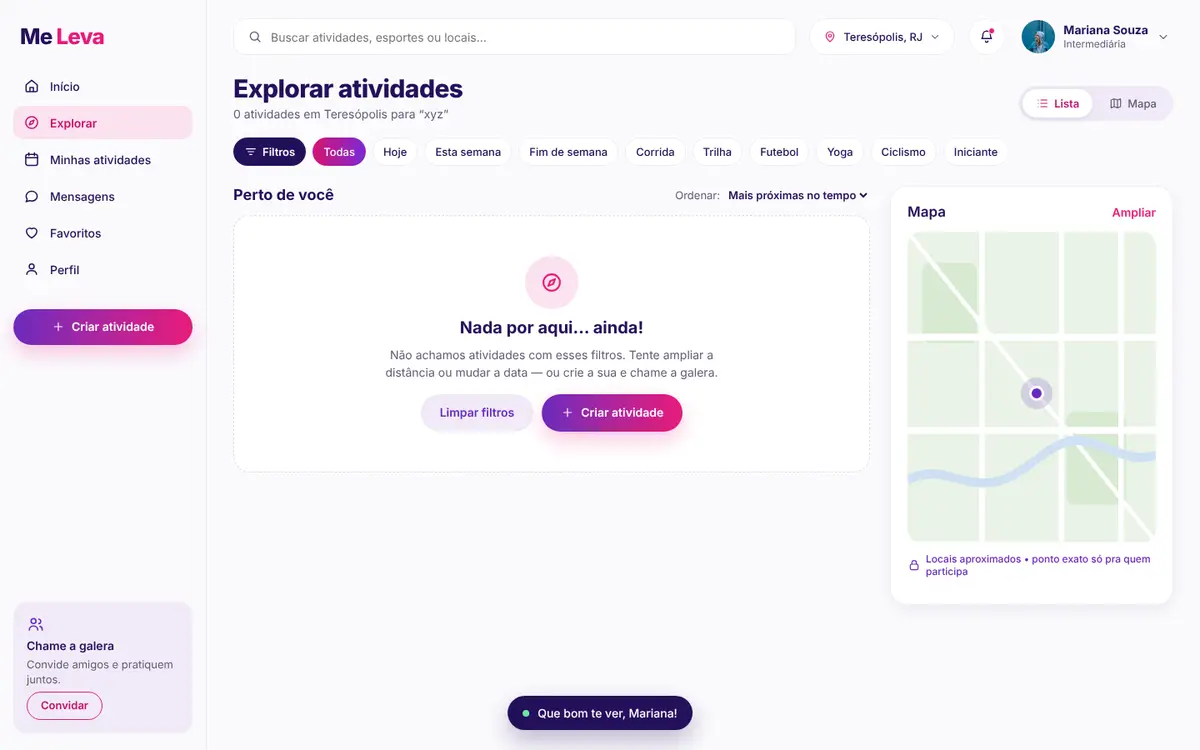 Me Leva
Buscar atividades, esportes ou locais...
Teresópolis, RJ
Mariana Souza
Intermediária
Início
Explorar
Minhas atividades
Mensagens
Favoritos
Perfil
+ Criar atividade
Explorar atividades
0 atividades em Teresópolis para “xyz”
Lista
Mapa
Filtros
Todas
Hoje
Esta semana
Fim de semana
Corrida
Trilha
Futebol
Yoga
Ciclismo
Iniciante
Perto de você
Ordenar: Mais próximas no tempo
Nada por aqui... ainda!
Não achamos atividades com esses filtros. Tente ampliar a
distância ou mudar a data — ou crie a sua e chame a galera.
Limpar filtros
+ Criar atividade
Mapa
Ampliar
Locais aproximados • ponto exato só pra quem
participa
Chame a galera
Convide amigos e pratiquem
juntos.
Convidar
Que bom te ver, Mariana!